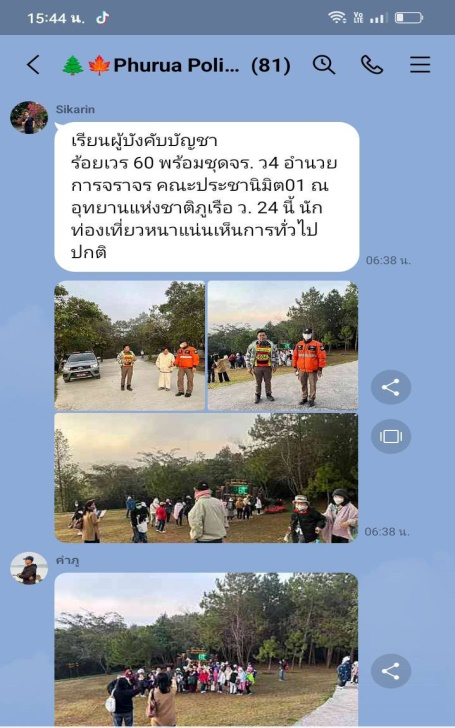 15:44 น.
Vo
LTE
🌲🍁Phurua Poli... (81)
Sikarin
เรียนผู้บังคับบัญชา
ร้อยเวร 60 พร้อมชุดจร. ว4 อำนวย
การจราจร คณะประชานิมิต01 ณ
อุทยานแห่งชาติภูเรือ ว. 24 นี้ นัก
ท่องเที่ยวหนาแน่นเห็นการทั่วไป
ปกติ
06:38 น.
06:38 น.
คำภู